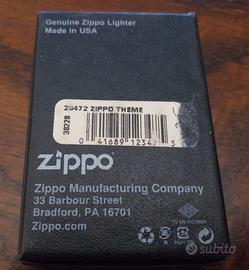 Genuine Zippo Lighter
Made in USA
29472 ZIPPO THEME
38228
0 41689 12347 5
zippo
Zippo Manufacturing Company
33 Barbour Street
Bradford, PA 16701
Zippo.com
subito